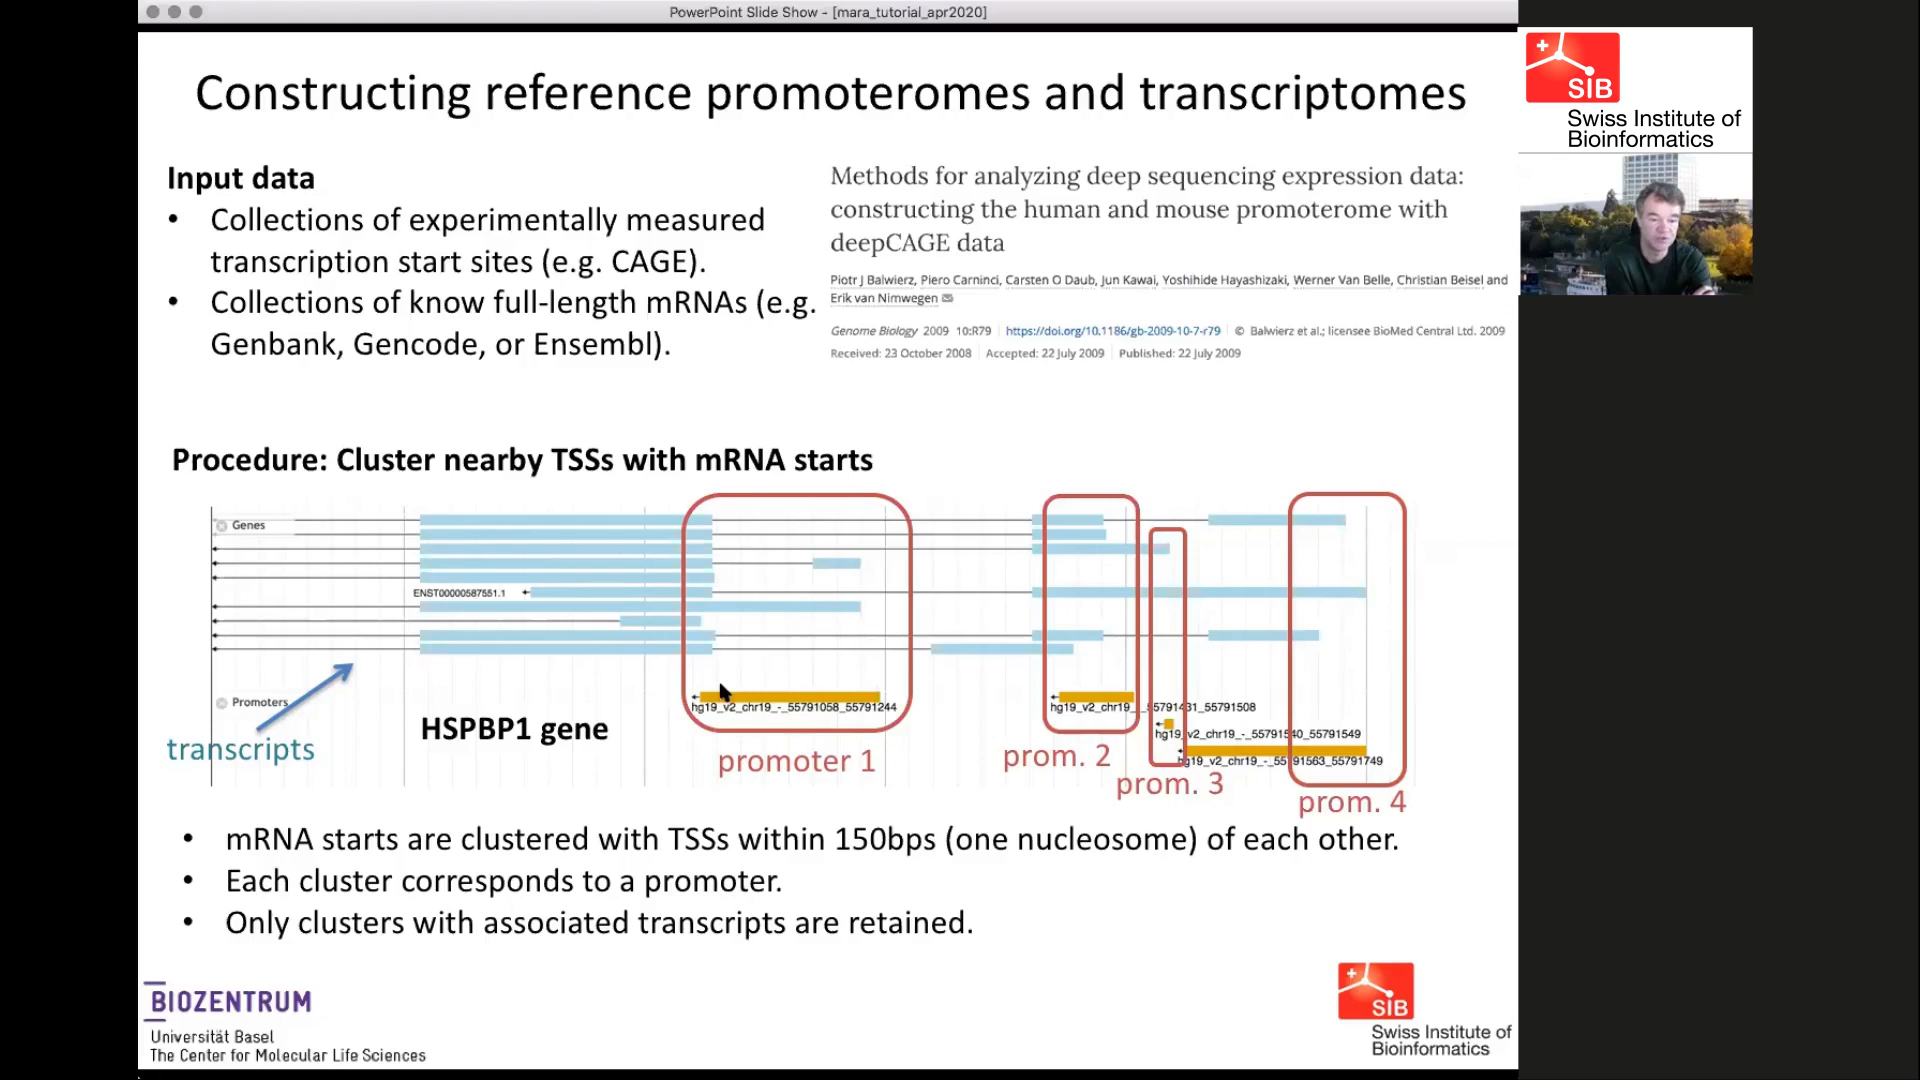 PowerPoint Slide Show - [mara_tutorial_apr2020]
Constructing reference promoteromes and transcriptomes
Input data
• Collections of experimentally measured
transcription start sites (e.g. CAGE).
• Collections of know full-length mRNAs (e.g.
Genbank, Gencode, or Ensembl).
Methods for analyzing deep sequencing expression data:
constructing the human and mouse promoterome with
deepCAGE data
Piotr J Balwierz, Piero Carninci, Carsten O Daub, Jun Kawai, Yoshihide Hayashizaki, Werner Van Belle, Christian Beisel and
Erik van Nimwegen
Genome Biology 2009 10:R79 | https://doi.org/10.1186/gb-2009-10-7-r79 | © Balwierz et al.; licensee BioMed Central Ltd. 2009
Received: 23 October 2008 | Accepted: 22 July 2009 | Published: 22 July 2009
Procedure: Cluster nearby TSSs with mRNA starts
Genes
ENST00000587551.1
Promoters
hg19_v2_chr19_-_55791058_55791244
hg19_v2_chr19_-_55791431_55791508
hg19_v2_chr19_-_55791540_55791549
hg19_v2_chr19_-_55791563_55791749
transcripts
HSPBP1 gene
promoter 1
prom. 2
prom. 3
prom. 4
• mRNA starts are clustered with TSSs within 150bps (one nucleosome) of each other.
• Each cluster corresponds to a promoter.
• Only clusters with associated transcripts are retained.
BIOZENTRUM
Universität Basel
The Center for Molecular Life Sciences
SIB
Swiss Institute of
Bioinformatics
SIB
Swiss Institute of
Bioinformatics